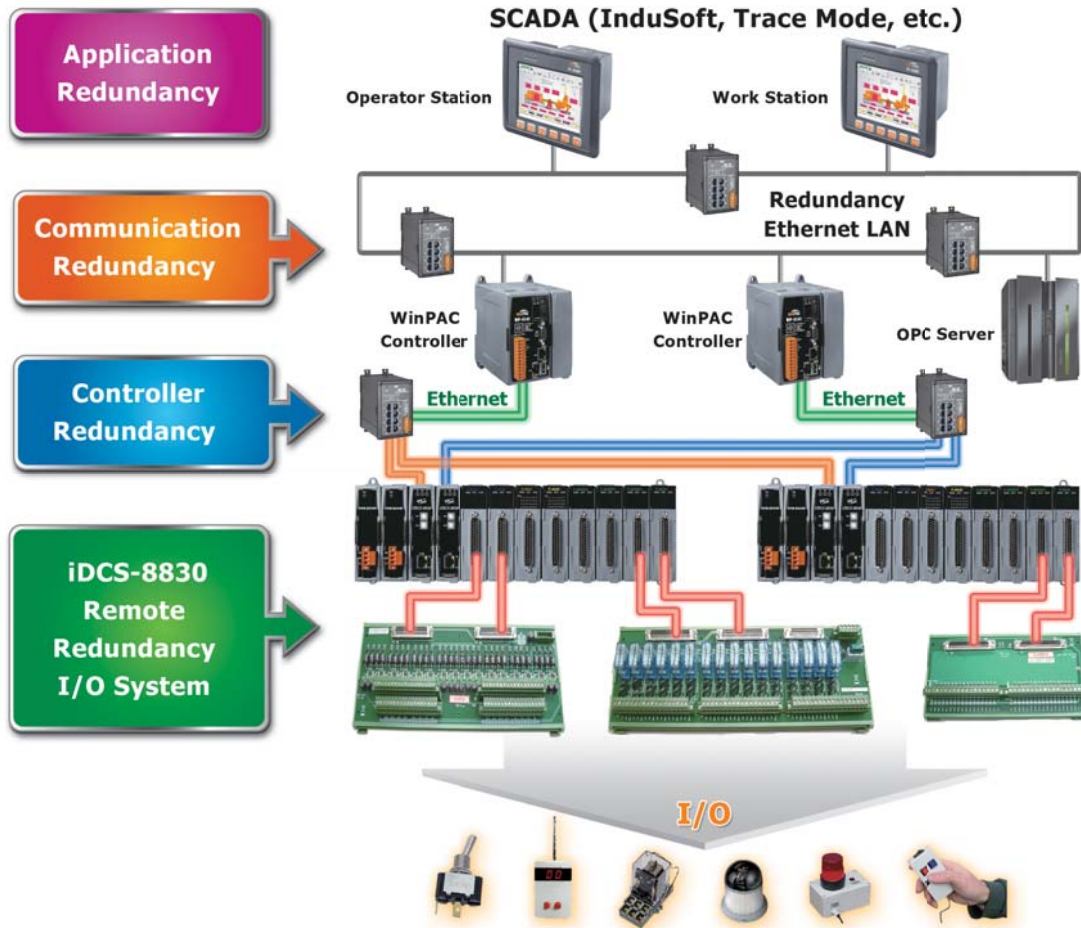 SCADA (InduSoft, Trace Mode, etc.)
Application
Redundancy
Operator Station
Work Station
Communication
Redundancy
Redundancy
Ethernet LAN
WinPAC
Controller
WinPAC
Controller
OPC Server
Controller
Redundancy
Ethernet
Ethernet
iDCS-8830
Remote
Redundancy
I/O System
I/O